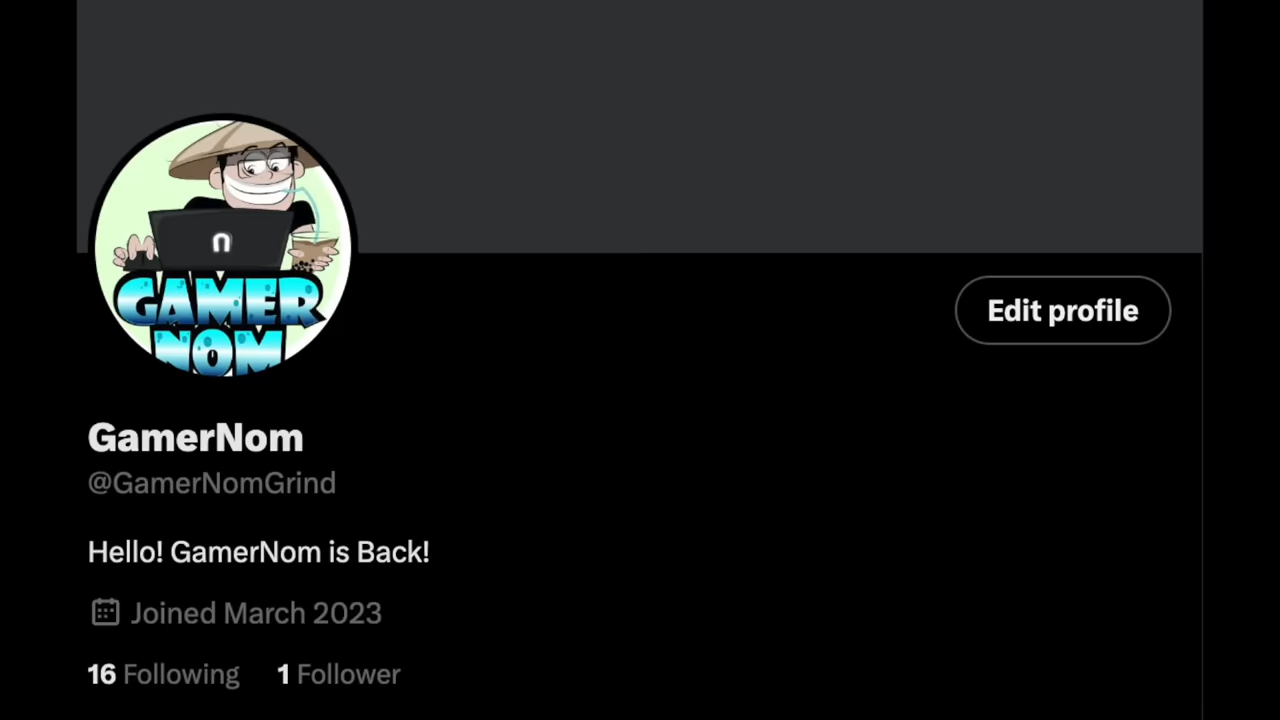 n
GAMER
NOM
Edit profile
GamerNom
@GamerNomGrind
Hello! GamerNom is Back!
Joined March 2023
16 Following 1 Follower